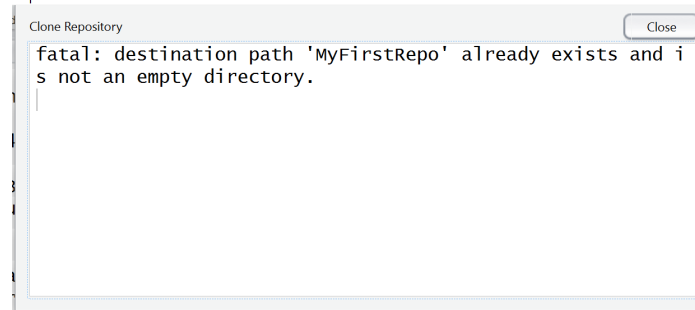 Clone Repository
Close
fatal: destination path 'MyFirstRepo' already exists and i
s not an empty directory.